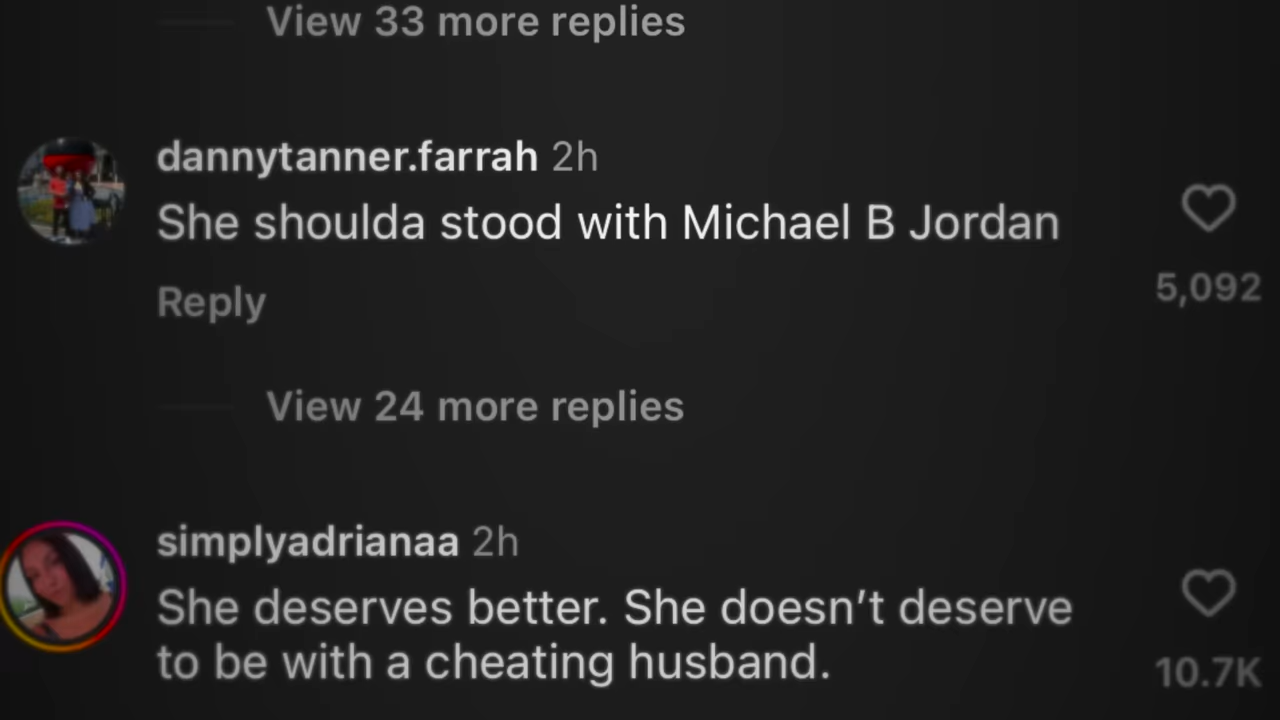 View 33 more replies
dannytanner.farrah 2h
She shoulda stood with Michael B Jordan
5,092
Reply
View 24 more replies
simplyadrianaa 2h
She deserves better. She doesn’t deserve
to be with a cheating husband.
10.7K